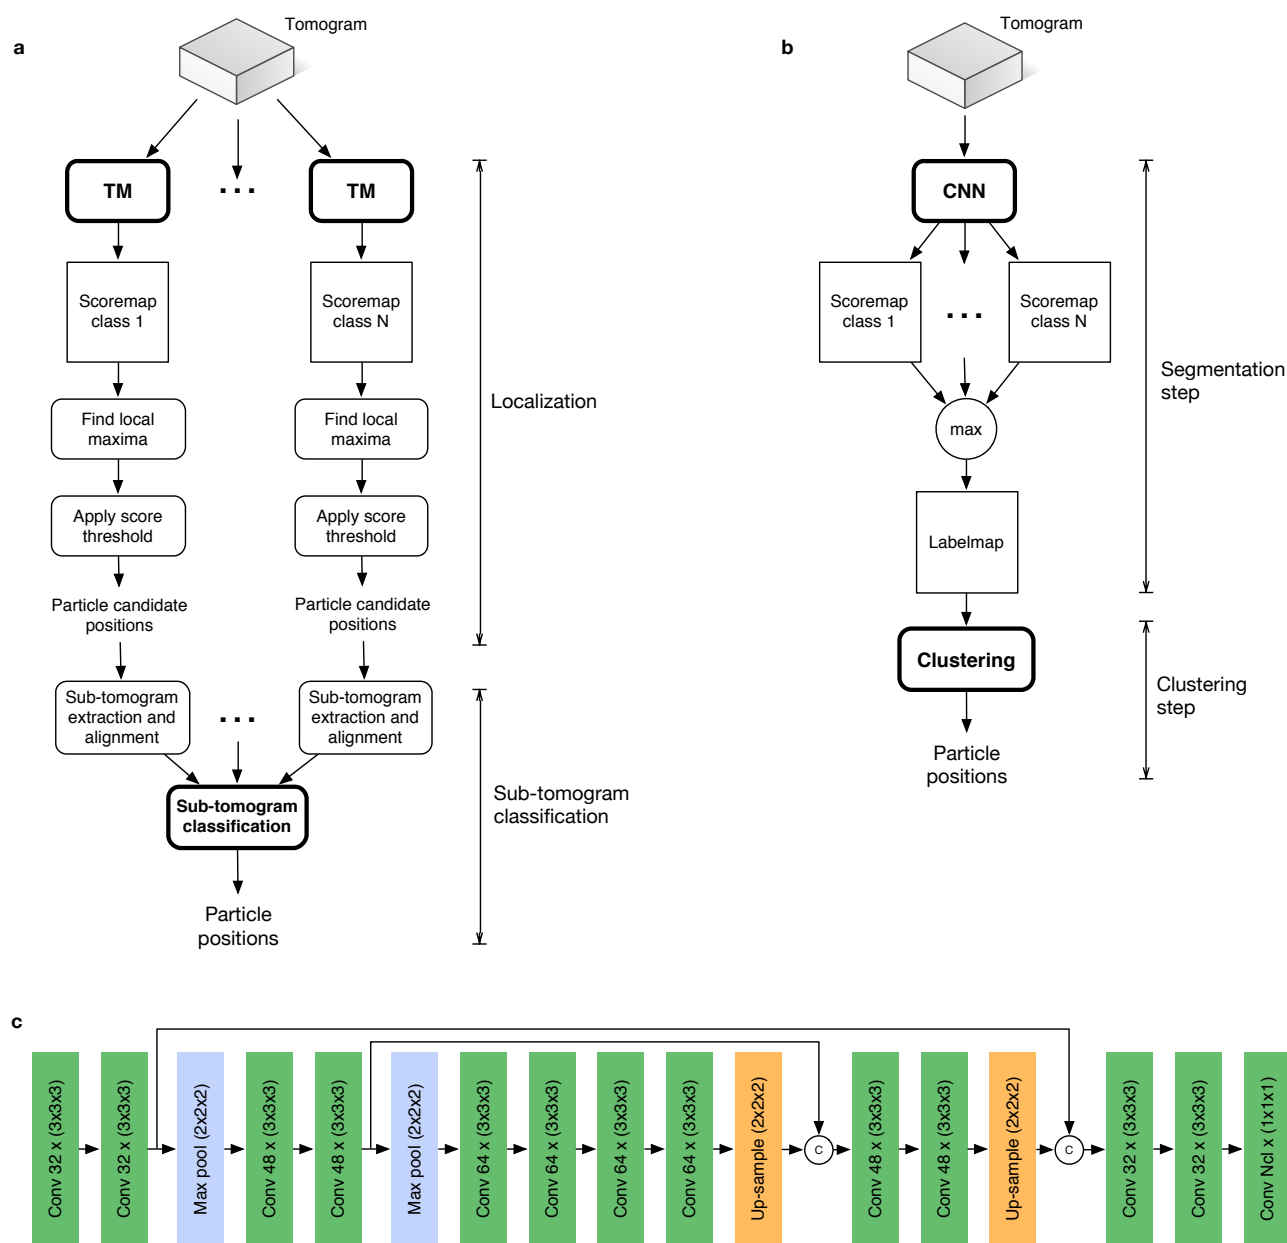 a
Tomogram
TM
...
TM
Scoremap
class 1
Scoremap
class N
Find local
maxima
Find local
maxima
Apply score
threshold
Apply score
threshold
Particle candidate
positions
Particle candidate
positions
Localization
Sub-tomogram
extraction and
alignment
...
Sub-tomogram
extraction and
alignment
Sub-tomogram
classification
Sub-tomogram
classification
Particle
positions
b
Tomogram
CNN
Scoremap
class 1
...
Scoremap
class N
max
Labelmap
Segmentation
step
Clustering
Clustering
step
Particle
positions
c
Conv 32 x (3x3x3)
Conv 32 x (3x3x3)
Max pool (2x2x2)
Conv 48 x (3x3x3)
Conv 48 x (3x3x3)
Max pool (2x2x2)
Conv 64 x (3x3x3)
Conv 64 x (3x3x3)
Conv 64 x (3x3x3)
Conv 64 x (3x3x3)
Up-sample (2x2x2)
C
Conv 48 x (3x3x3)
Conv 48 x (3x3x3)
Up-sample (2x2x2)
C
Conv 32 x (3x3x3)
Conv 32 x (3x3x3)
Conv Ncl x (1x1x1)